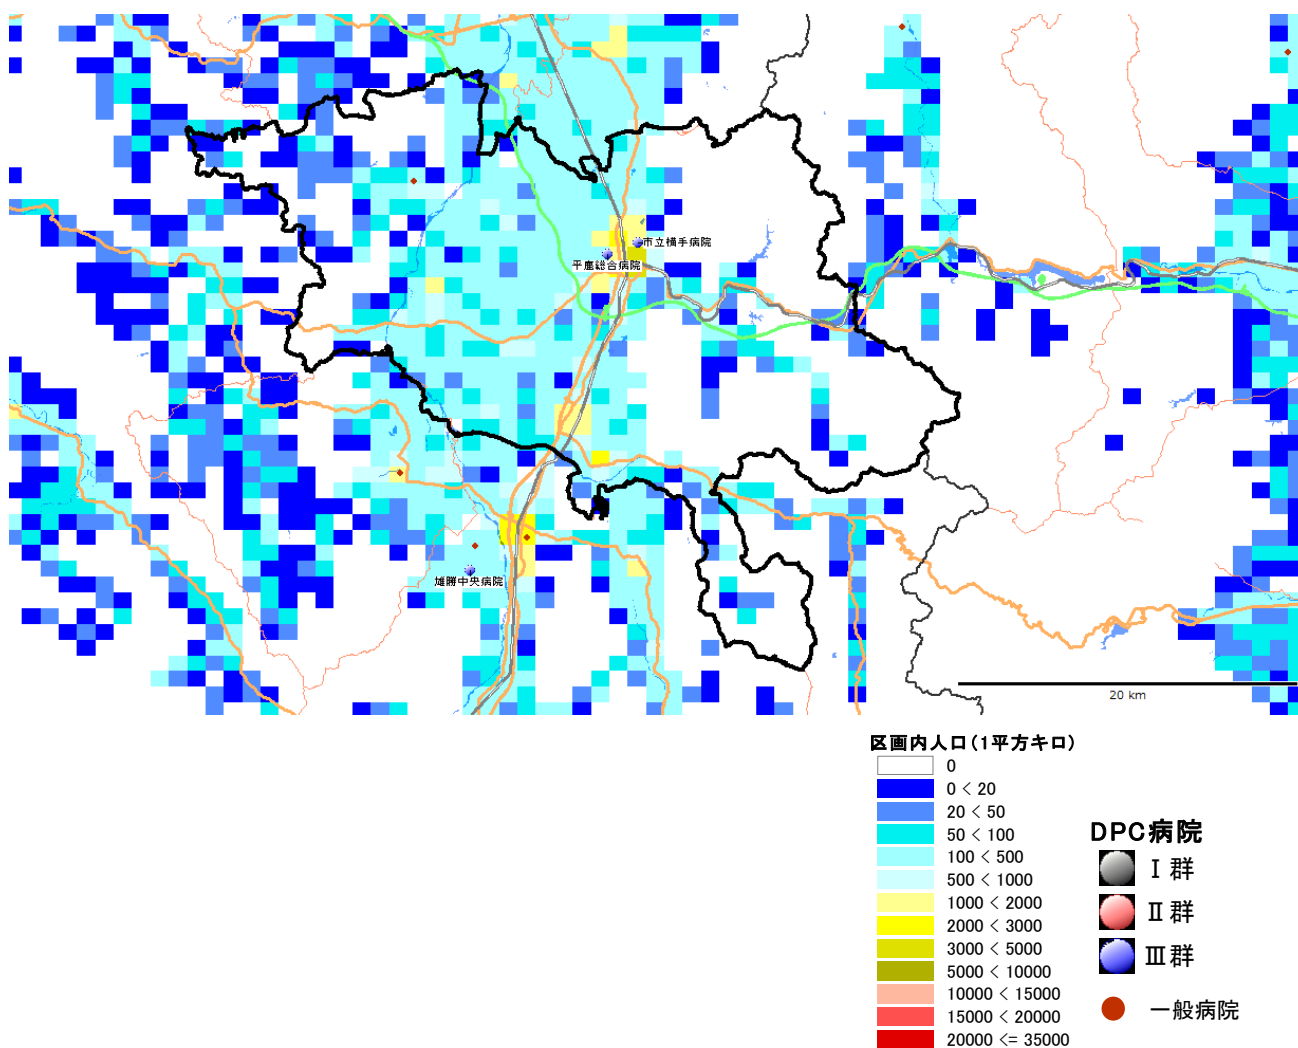 市立横手病院
平鹿総合病院
雄勝中央病院
20 km
区画内人口(1平方キロ)
0
0 < 20
20 < 50
50 < 100
100 < 500
500 < 1000
1000 < 2000
2000 < 3000
3000 < 5000
5000 < 10000
10000 < 15000
15000 < 20000
20000 <= 35000
DPC病院
Ⅰ群
Ⅱ群
Ⅲ群
一般病院